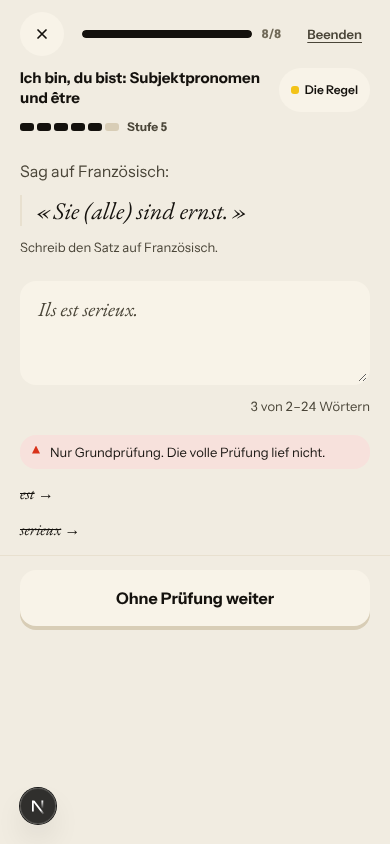 ✕
8/8
Beenden
Ich bin, du bist: Subjektpronomen
und être
Die Regel
Stufe 5
Sag auf Französisch:
« Sie (alle) sind ernst. »
Schreib den Satz auf Französisch.
Ils est serieux.
3 von 2–24 Wörtern
Nur Grundprüfung. Die volle Prüfung lief nicht.
est →
serieux →
Ohne Prüfung weiter
N